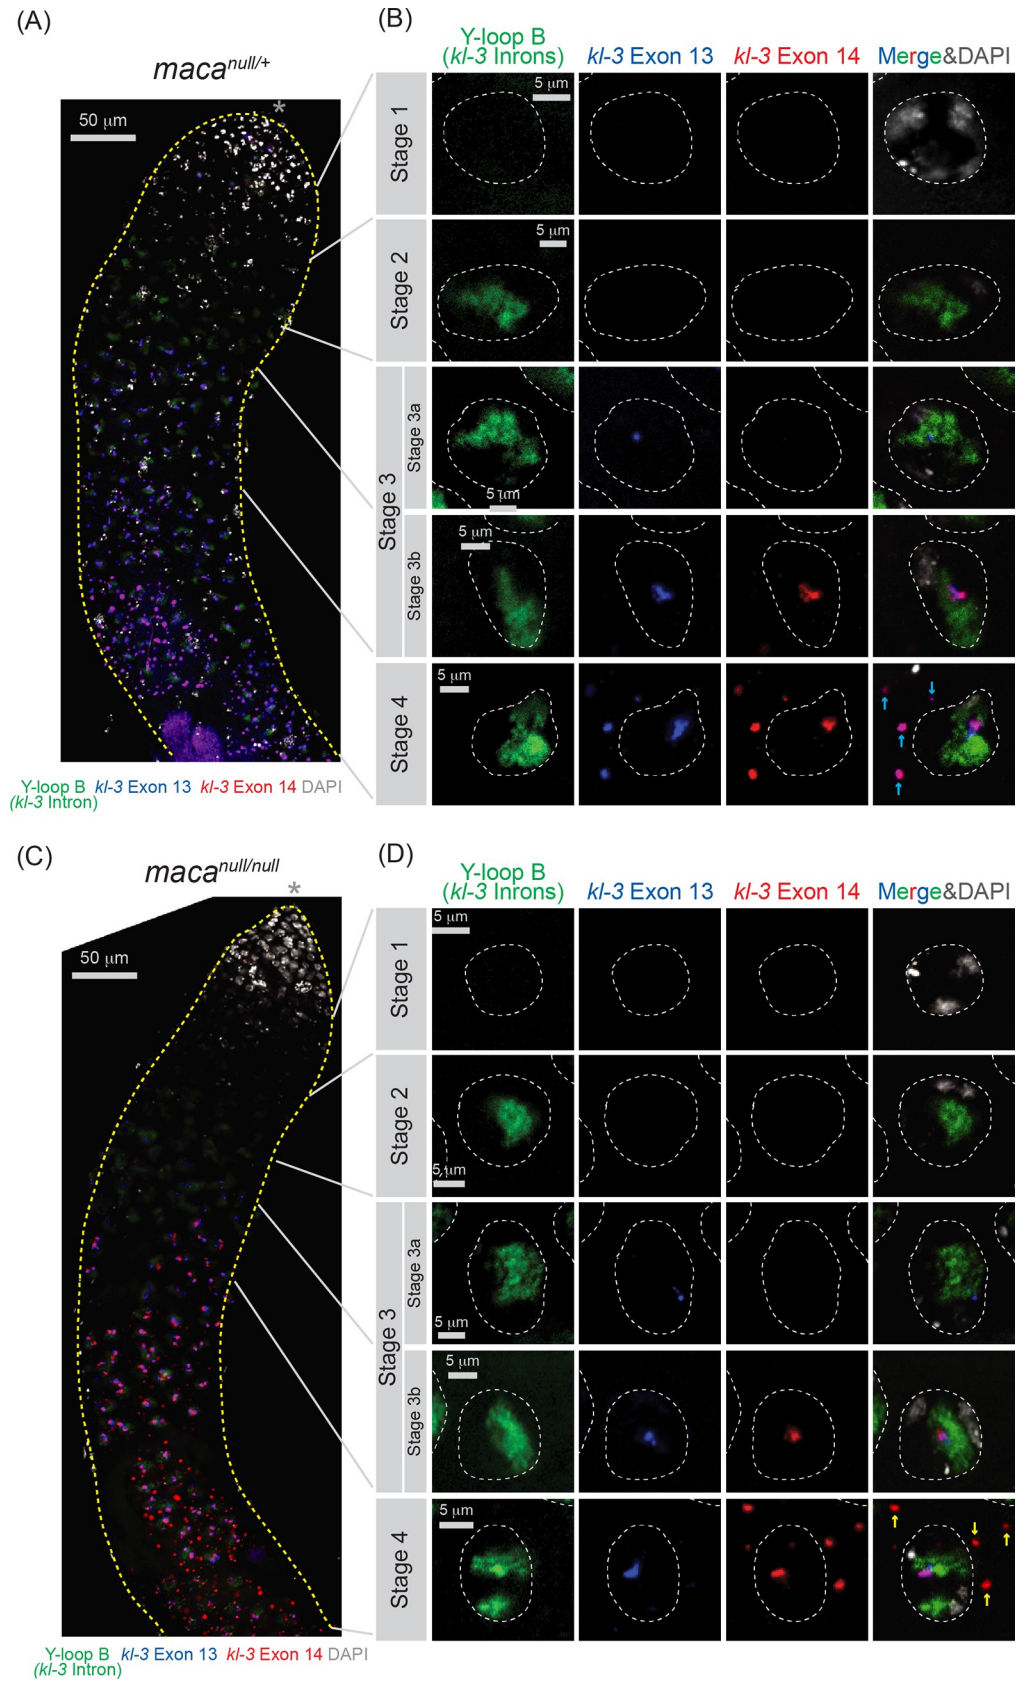 (A)
maca^null/+
*
50 μm
Y-loop B kl-3 Exon 13 kl-3 Exon 14 DAPI
(kl-3 Intron)
(B)
Y-loop B
(kl-3 Introns) kl-3 Exon 13 kl-3 Exon 14 Merge&DAPI
Stage 1
5 μm
Stage 2
5 μm
Stage 3
Stage 3a
5 μm
Stage 3b
5 μm
Stage 4
5 μm
(C)
maca^null/null
*
50 μm
Y-loop B kl-3 Exon 13 kl-3 Exon 14 DAPI
(kl-3 Intron)
(D)
Y-loop B
(kl-3 Introns) kl-3 Exon 13 kl-3 Exon 14 Merge&DAPI
Stage 1
5 μm
Stage 2
5 μm
Stage 3
Stage 3a
5 μm
Stage 3b
5 μm
Stage 4
5 μm